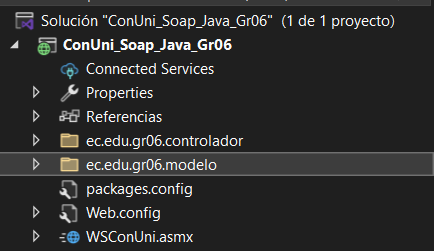 Solución "ConUni_Soap_Java_Gr06" (1 de 1 proyecto)
ConUni_Soap_Java_Gr06
Connected Services
Properties
Referencias
ec.edu.gr06.controlador
ec.edu.gr06.modelo
packages.config
Web.config
WSConUni.asmx